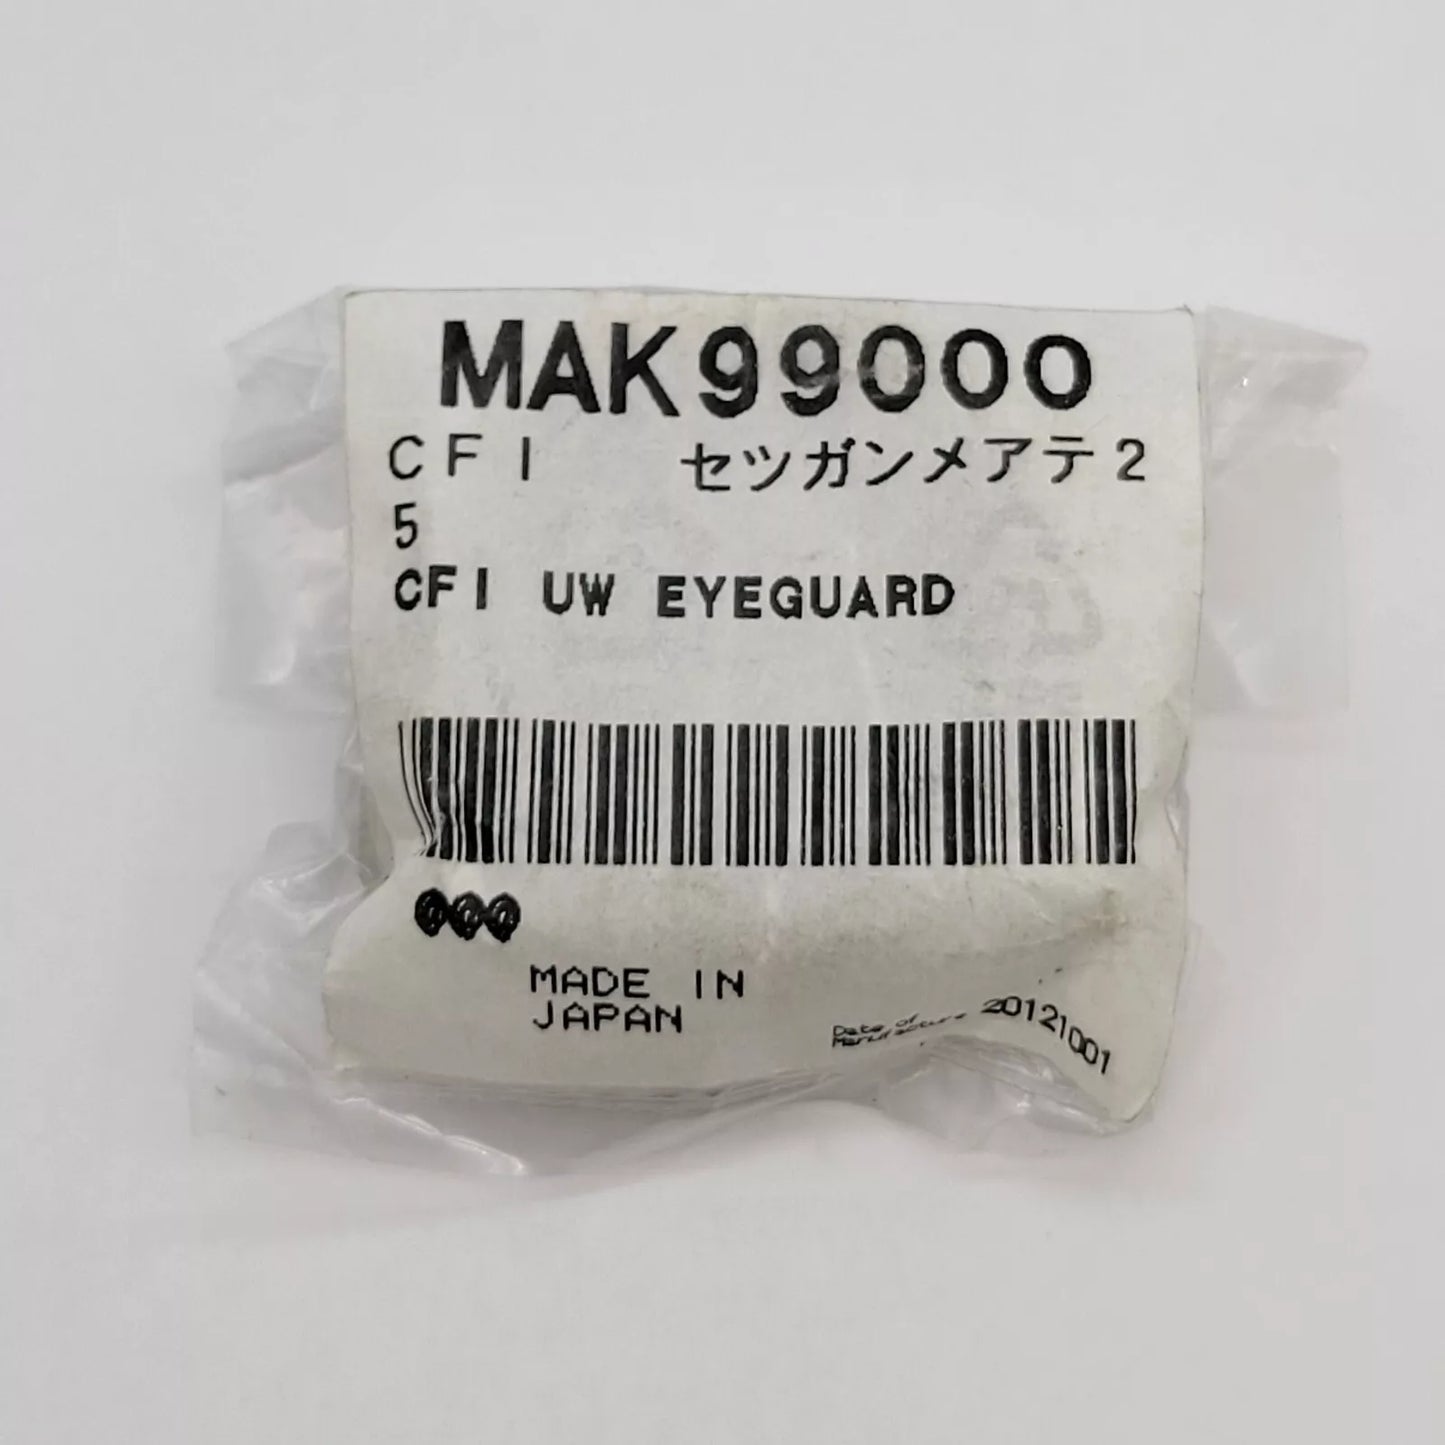 MAK99000
CFI セツガンメアテ2
5
CFI UW EYEGUARD
MADE IN
JAPAN
Date of
Manufacture 20121001